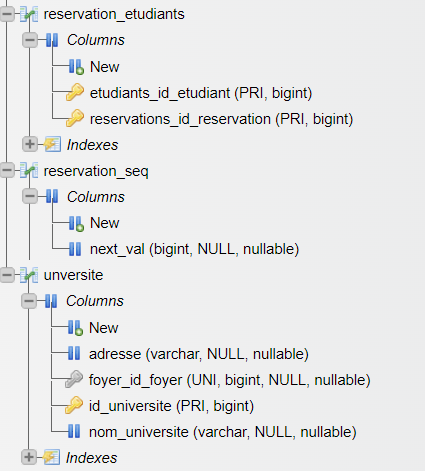 reservation_etudiants
Columns
New
etudiants_id_etudiant (PRI, bigint)
reservations_id_reservation (PRI, bigint)
Indexes
reservation_seq
Columns
New
next_val (bigint, NULL, nullable)
unversite
Columns
New
adresse (varchar, NULL, nullable)
foyer_id_foyer (UNI, bigint, NULL, nullable)
id_universite (PRI, bigint)
nom_universite (varchar, NULL, nullable)
Indexes